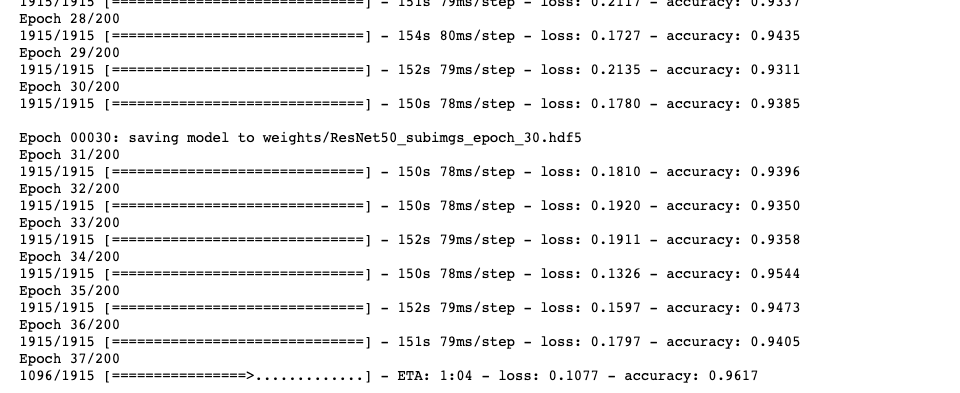 1915/1915 [==============================] - 151s 79ms/step - loss: 0.2117 - accuracy: 0.9337
Epoch 28/200
1915/1915 [==============================] - 154s 80ms/step - loss: 0.1727 - accuracy: 0.9435
Epoch 29/200
1915/1915 [==============================] - 152s 79ms/step - loss: 0.2135 - accuracy: 0.9311
Epoch 30/200
1915/1915 [==============================] - 150s 78ms/step - loss: 0.1780 - accuracy: 0.9385
Epoch 00030: saving model to weights/ResNet50_subimgs_epoch_30.hdf5
Epoch 31/200
1915/1915 [==============================] - 150s 78ms/step - loss: 0.1810 - accuracy: 0.9396
Epoch 32/200
1915/1915 [==============================] - 150s 78ms/step - loss: 0.1920 - accuracy: 0.9350
Epoch 33/200
1915/1915 [==============================] - 152s 79ms/step - loss: 0.1911 - accuracy: 0.9358
Epoch 34/200
1915/1915 [==============================] - 150s 78ms/step - loss: 0.1326 - accuracy: 0.9544
Epoch 35/200
1915/1915 [==============================] - 152s 79ms/step - loss: 0.1597 - accuracy: 0.9473
Epoch 36/200
1915/1915 [==============================] - 151s 79ms/step - loss: 0.1797 - accuracy: 0.9405
Epoch 37/200
1096/1915 [================>.............] - ETA: 1:04 - loss: 0.1077 - accuracy: 0.9617